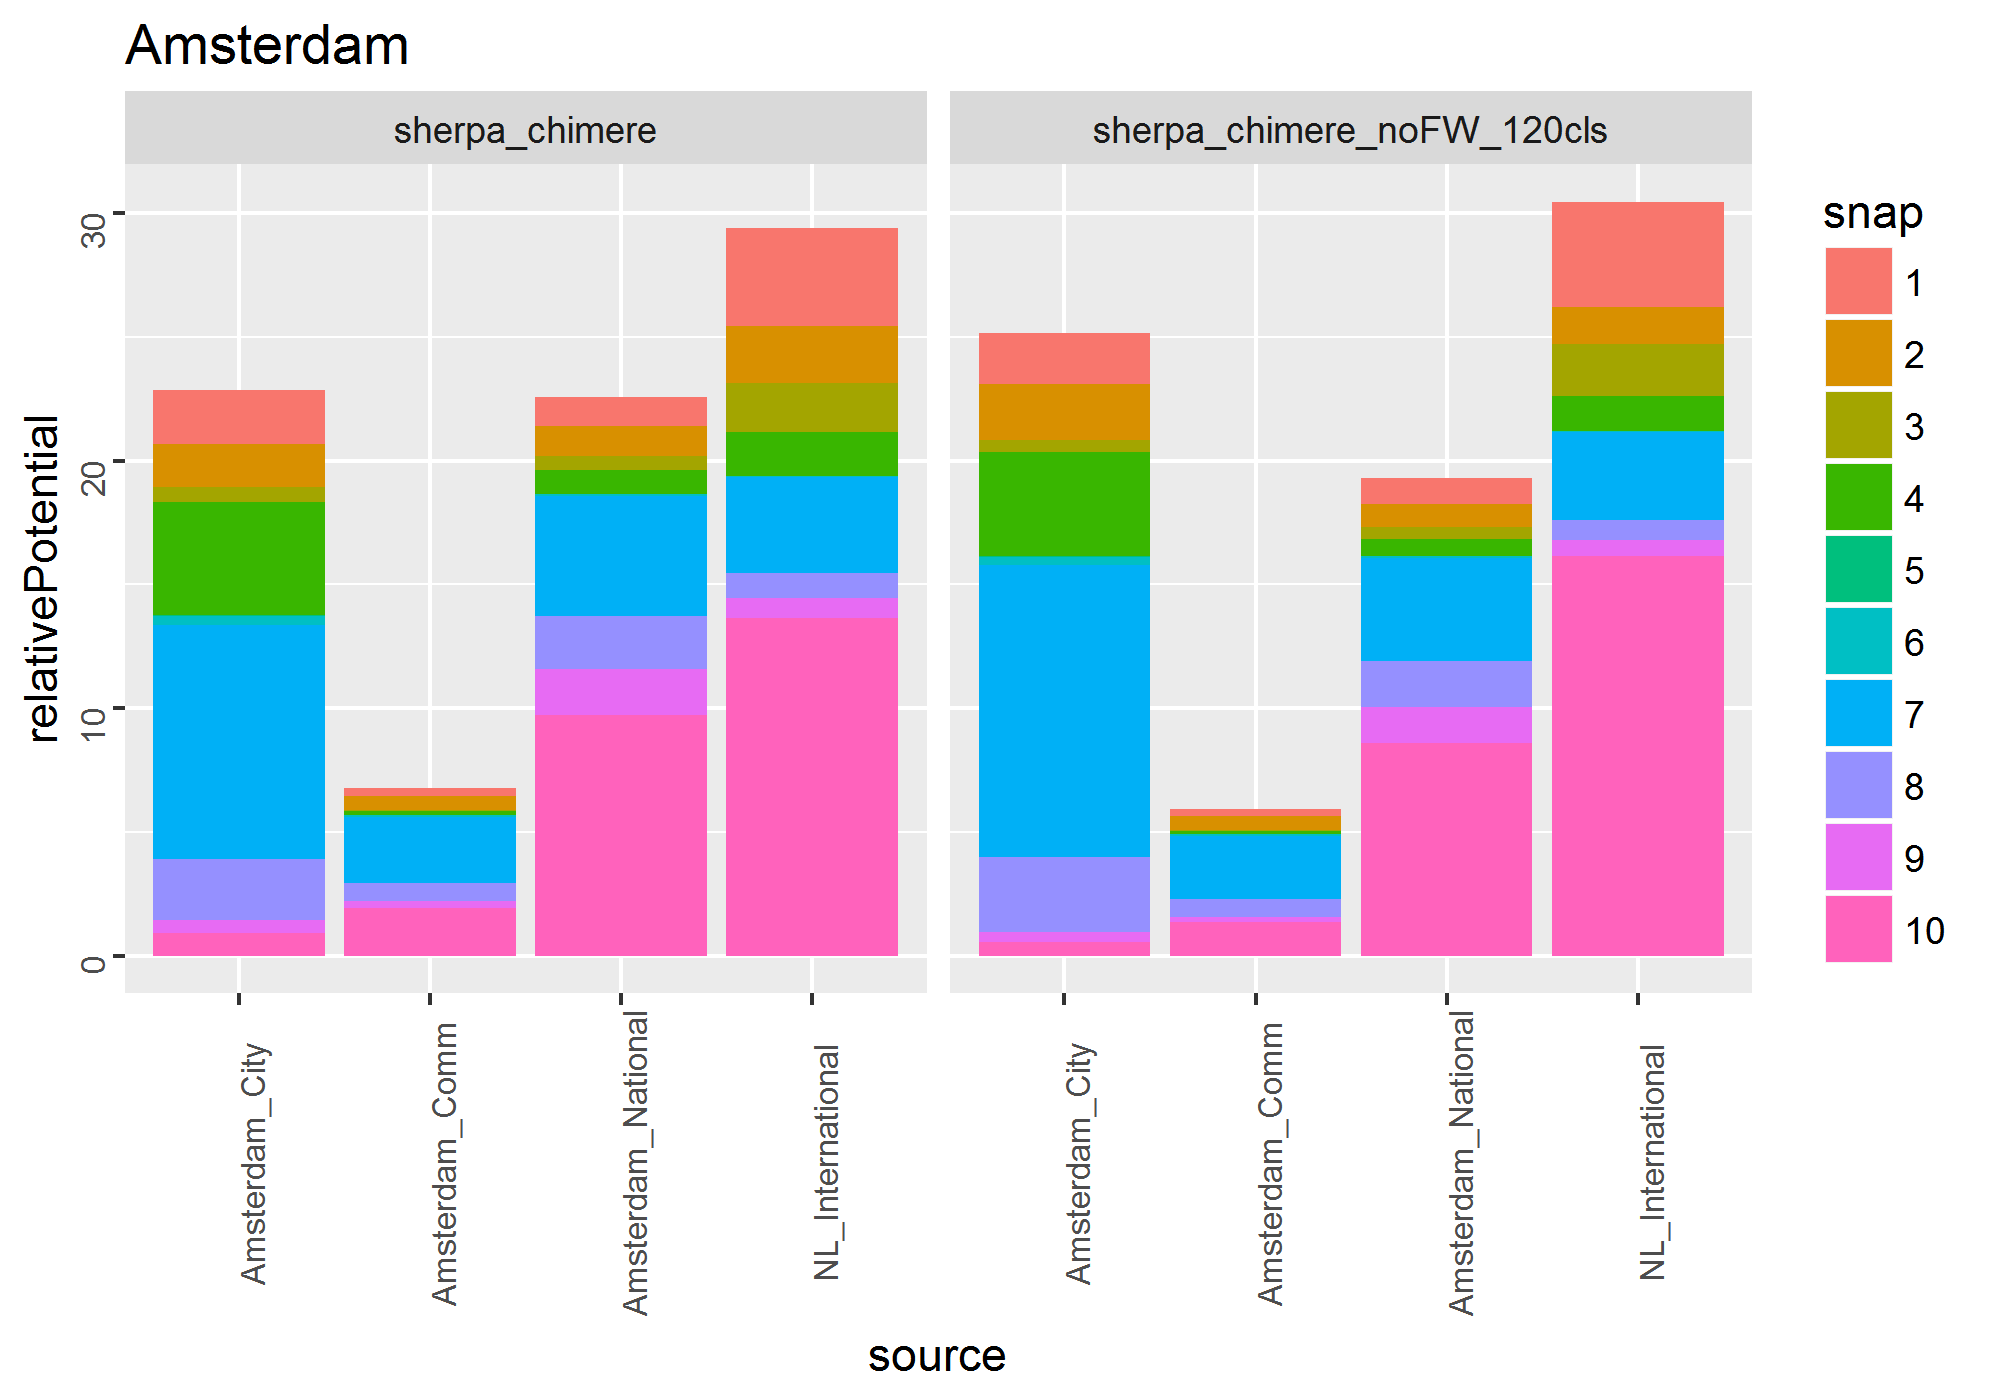 Amsterdam
sherpa_chimere
sherpa_chimere_noFW_120cls
relativePotential
30
20
10
0
Amsterdam_City
Amsterdam_Comm
Amsterdam_National
NL_International
Amsterdam_City
Amsterdam_Comm
Amsterdam_National
NL_International
source
snap
1
2
3
4
5
6
7
8
9
10